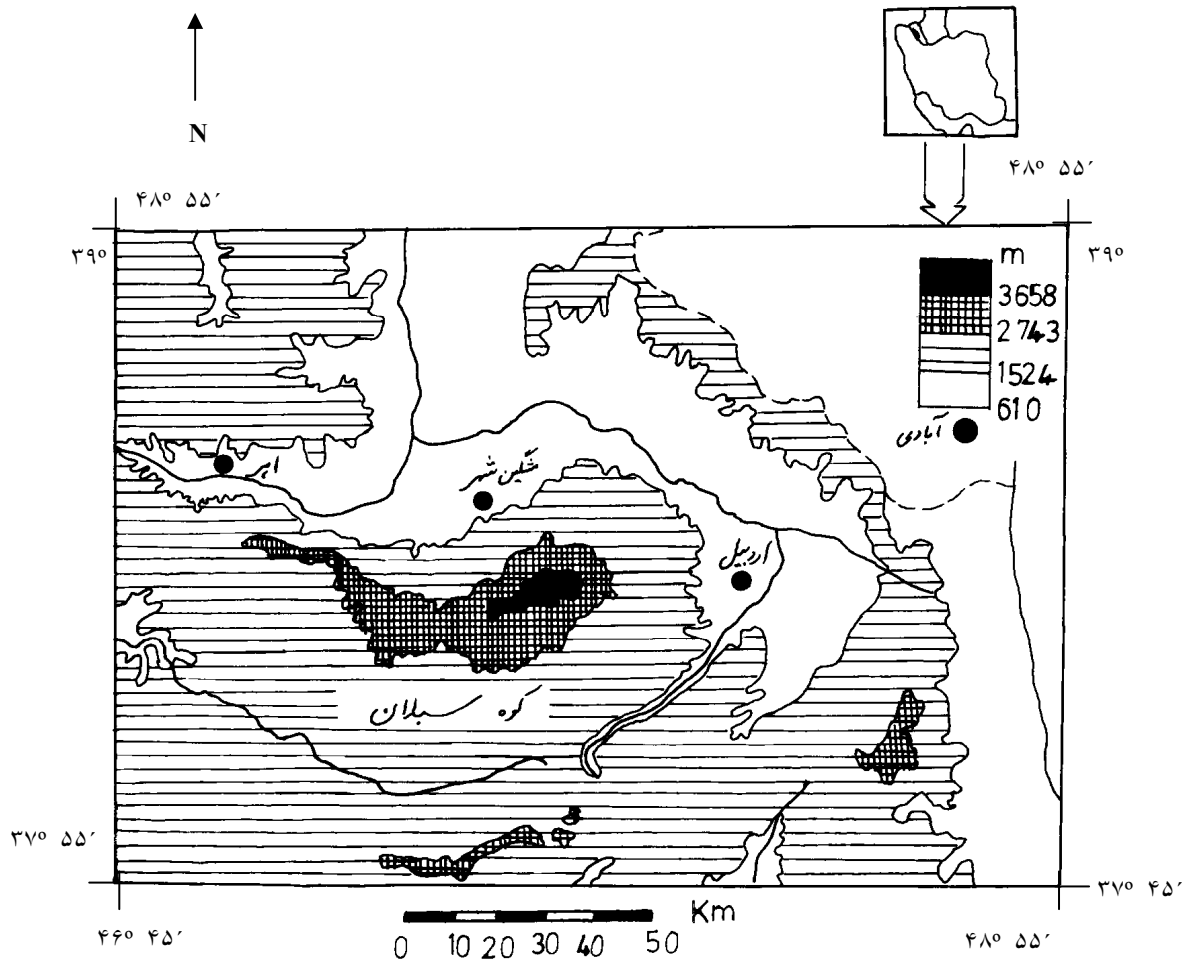 N
۴۸° ۵۵′
۴۸° ۵۵′
۳۹°
۳۹°
m
3658
2743
1524
610
آبادی
اهر
مشگین شهر
اردبیل
کوه سبلان
۳۷° ۵۵′
۳۷° ۴۵′
Km
0 10 20 30 40 50
۴۶° ۴۵′
۴۸° ۵۵′